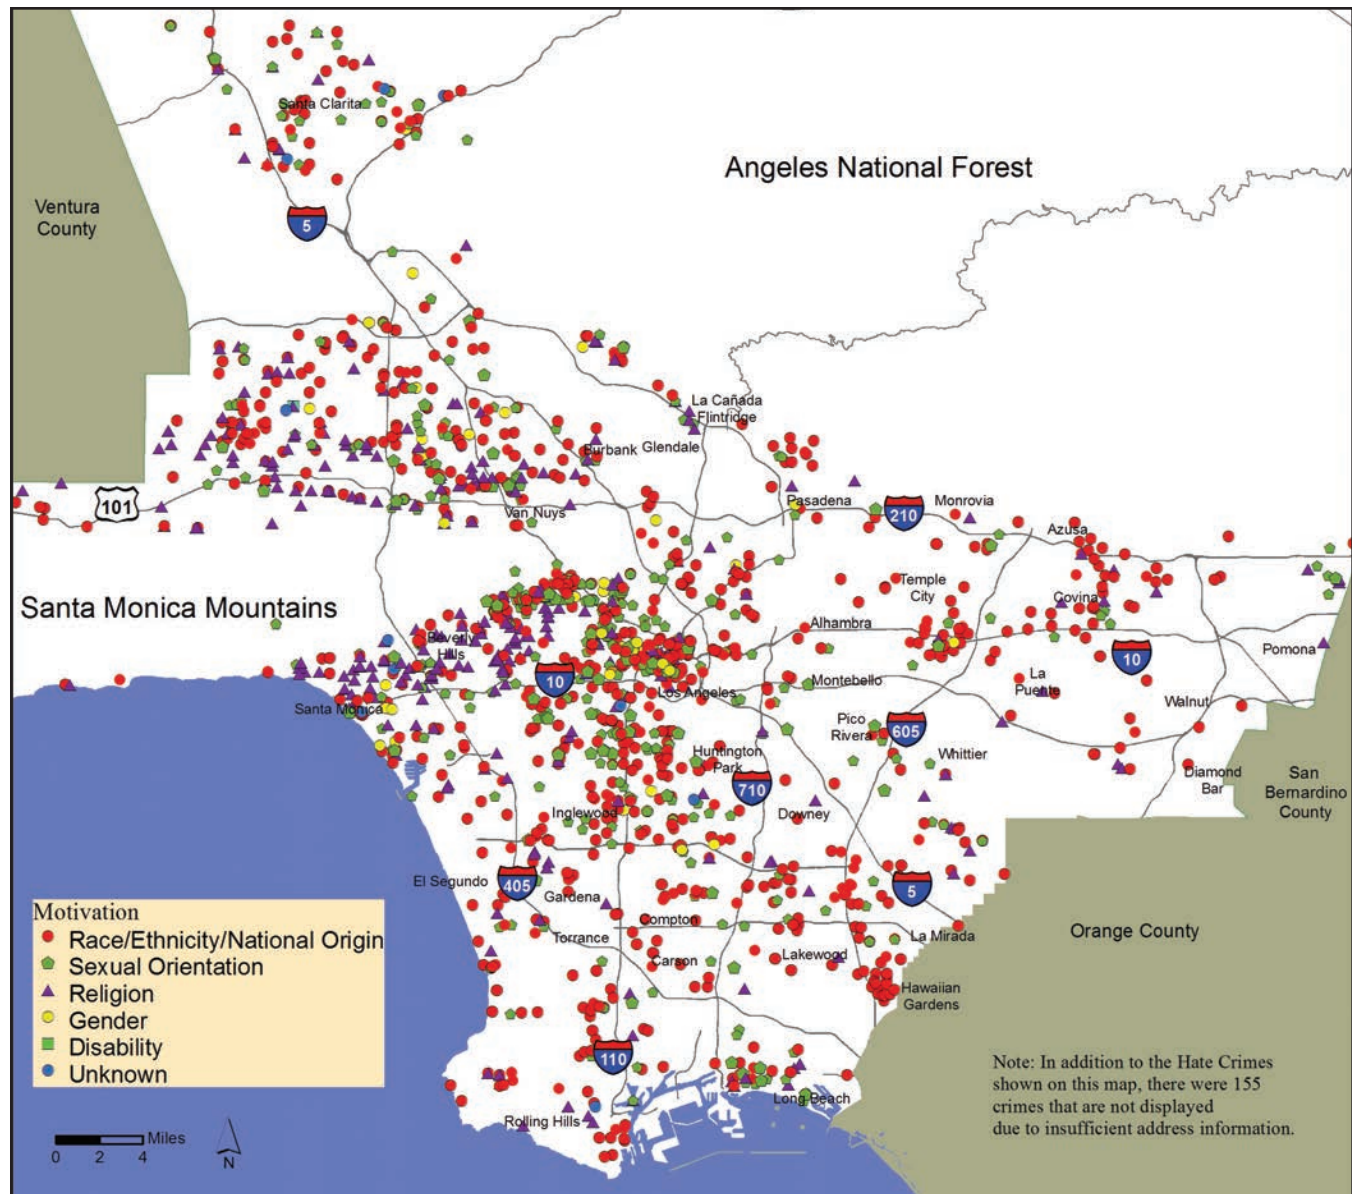 Santa Clarita
Angeles National Forest
Ventura
County
5
La Cañada
Flintridge
Burbank
Glendale
101
Van Nuys
Pasadena
210
Monrovia
Azusa
Temple
City
Covina
Santa Monica Mountains
Alhambra
Beverly
Hills
Pomona
10
10
La
Puente
Montebello
Los Angeles
Santa Monica
Walnut
Pico
Rivera
605
Huntington
Park
Whittier
710
Diamond
Bar
San
Bernardino
County
Inglewood
Downey
El Segundo
405
5
Gardena
Compton
Torrance
La Mirada
Orange County
Carson
Lakewood
Hawaiian
Gardens
Motivation
Race/Ethnicity/National Origin
Sexual Orientation
Religion
Gender
Disability
Unknown
110
Note: In addition to the Hate Crimes
shown on this map, there were 155
crimes that are not displayed
due to insufficient address information.
Long Beach
Rolling Hills
Miles
0 2 4
N